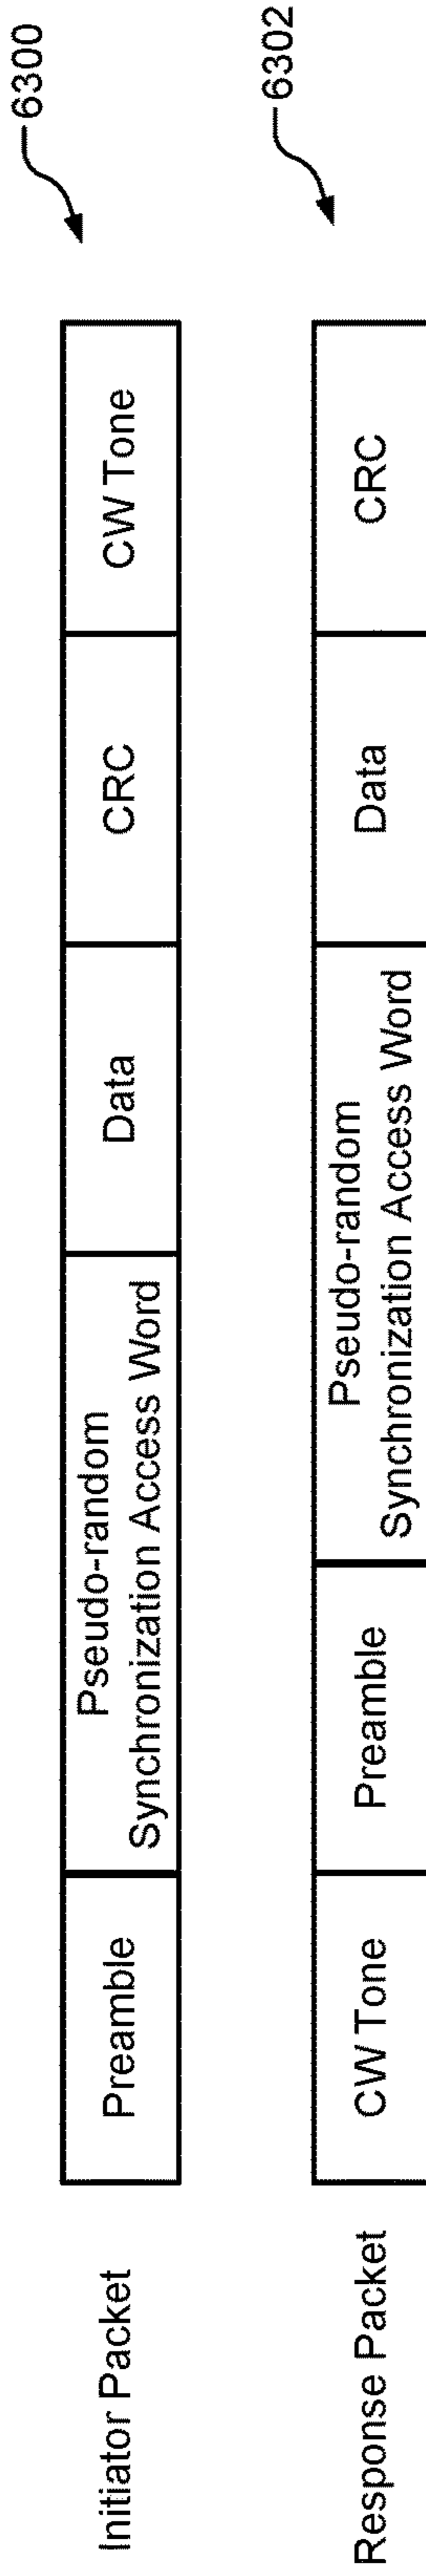 6300
Initiator Packet
Preamble
Pseudo-random
Synchronization Access Word
Data
CRC
CW Tone
6302
Response Packet
CW Tone
Preamble
Pseudo-random
Synchronization Access Word
Data
CRC